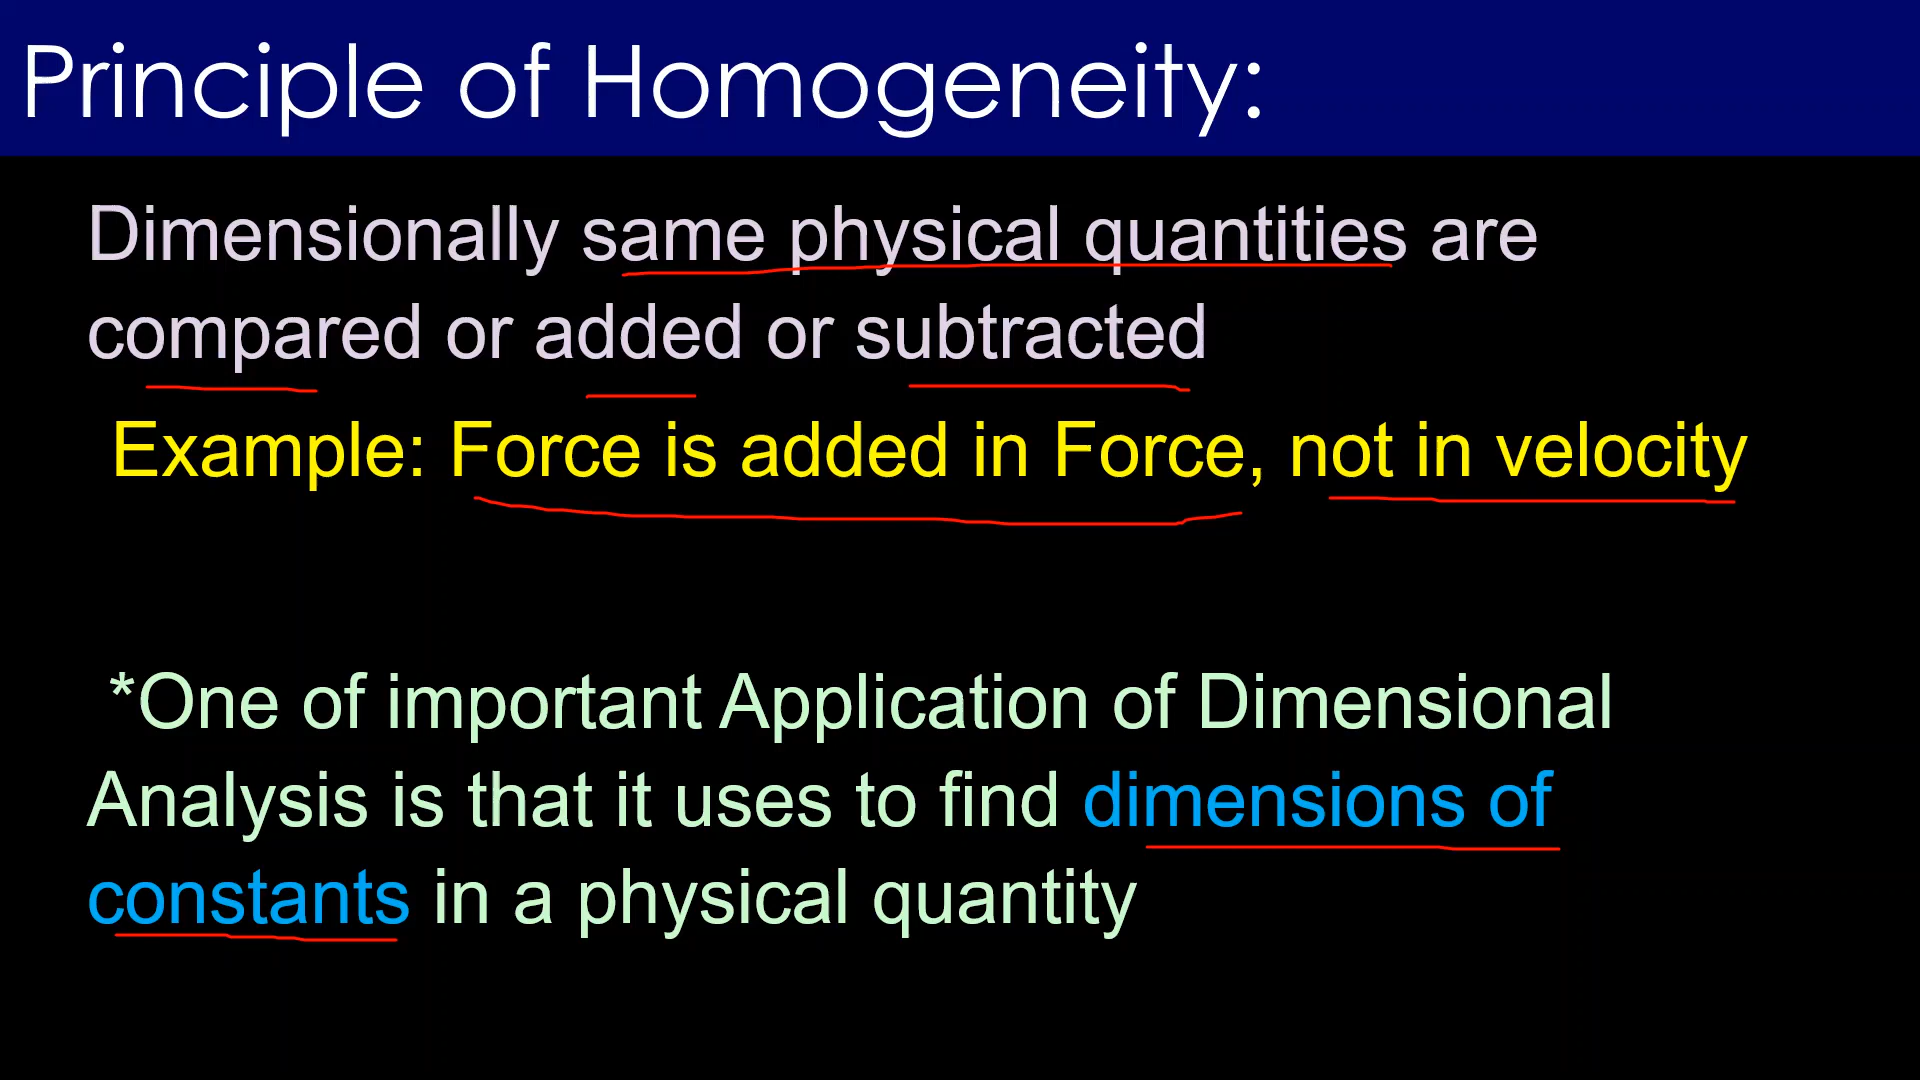 Principle of Homogeneity:
Dimensionally same physical quantities are
compared or added or subtracted
Example: Force is added in Force, not in velocity
*One of important Application of Dimensional
Analysis is that it uses to find dimensions of
constants in a physical quantity